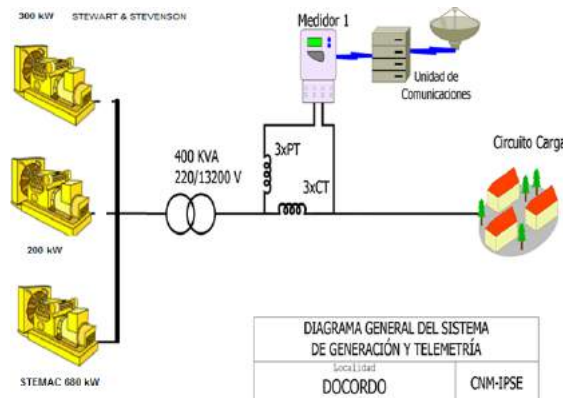 300 kW STEWART & STEVENSON
Medidor 1
Unidad de
Comunicaciones
Circuito Carga
400 KVA
220/13200 V
3xPT
3xCT
200 kW
STEMAC 680 kW
DIAGRAMA GENERAL DEL SISTEMA
DE GENERACIÓN Y TELEMETRÍA
Localidad
DOCORDO
CNM-IPSE